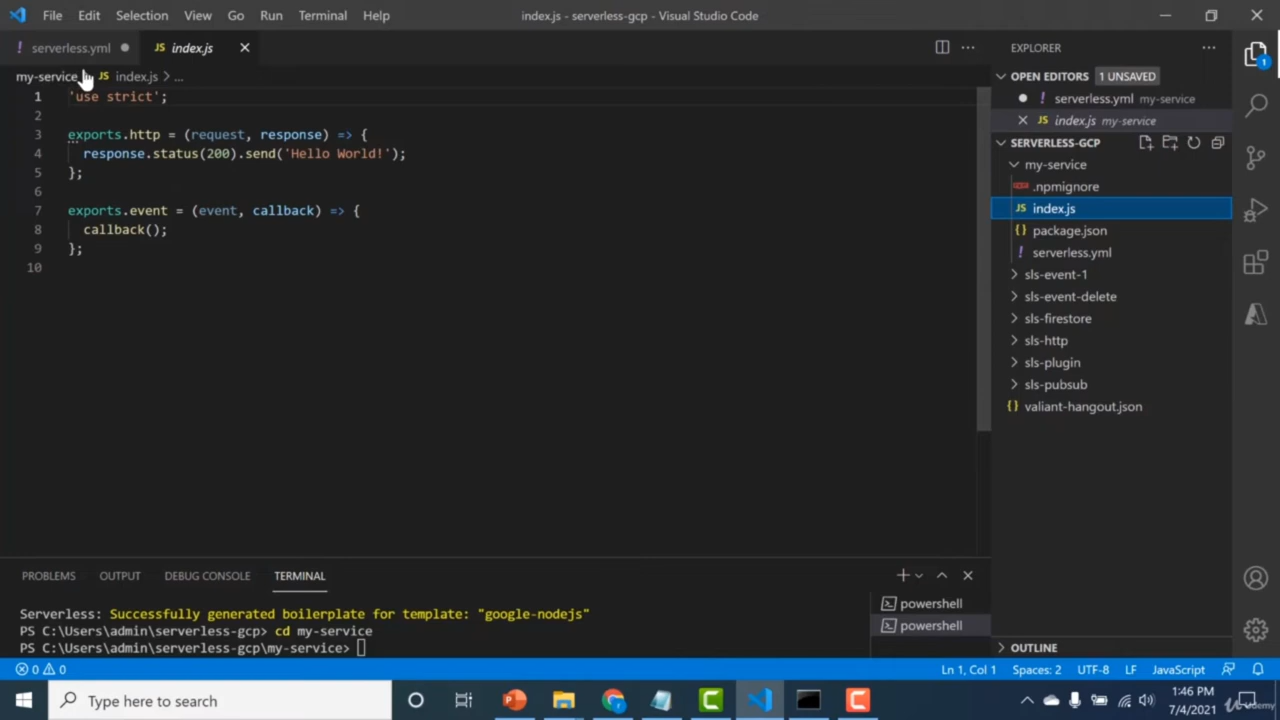 File Edit Selection View Go Run Terminal Help
index.js - serverless-gcp - Visual Studio Code
! serverless.yml
JS index.js
my-service > JS index.js > ...
1 'use strict';
2
3 exports.http = (request, response) => {
4 response.status(200).send('Hello World!');
5 };
6
7 exports.event = (event, callback) => {
8 callback();
9 };
10
EXPLORER
OPEN EDITORS 1 UNSAVED
! serverless.yml my-service
JS index.js my-service
SERVERLESS-GCP
my-service
.npmignore
JS index.js
{} package.json
! serverless.yml
sls-event-1
sls-event-delete
sls-firestore
sls-http
sls-plugin
sls-pubsub
{} valiant-hangout.json
OUTLINE
1
PROBLEMS OUTPUT DEBUG CONSOLE TERMINAL
Serverless: Successfully generated boilerplate for template: "google-nodejs"
PS C:\Users\admin\serverless-gcp> cd my-service
PS C:\Users\admin\serverless-gcp\my-service>
powershell
powershell
0 0
Ln 1, Col 1 Spaces: 2 UTF-8 LF JavaScript
Type here to search
1:46 PM
7/4/2021
Udemy